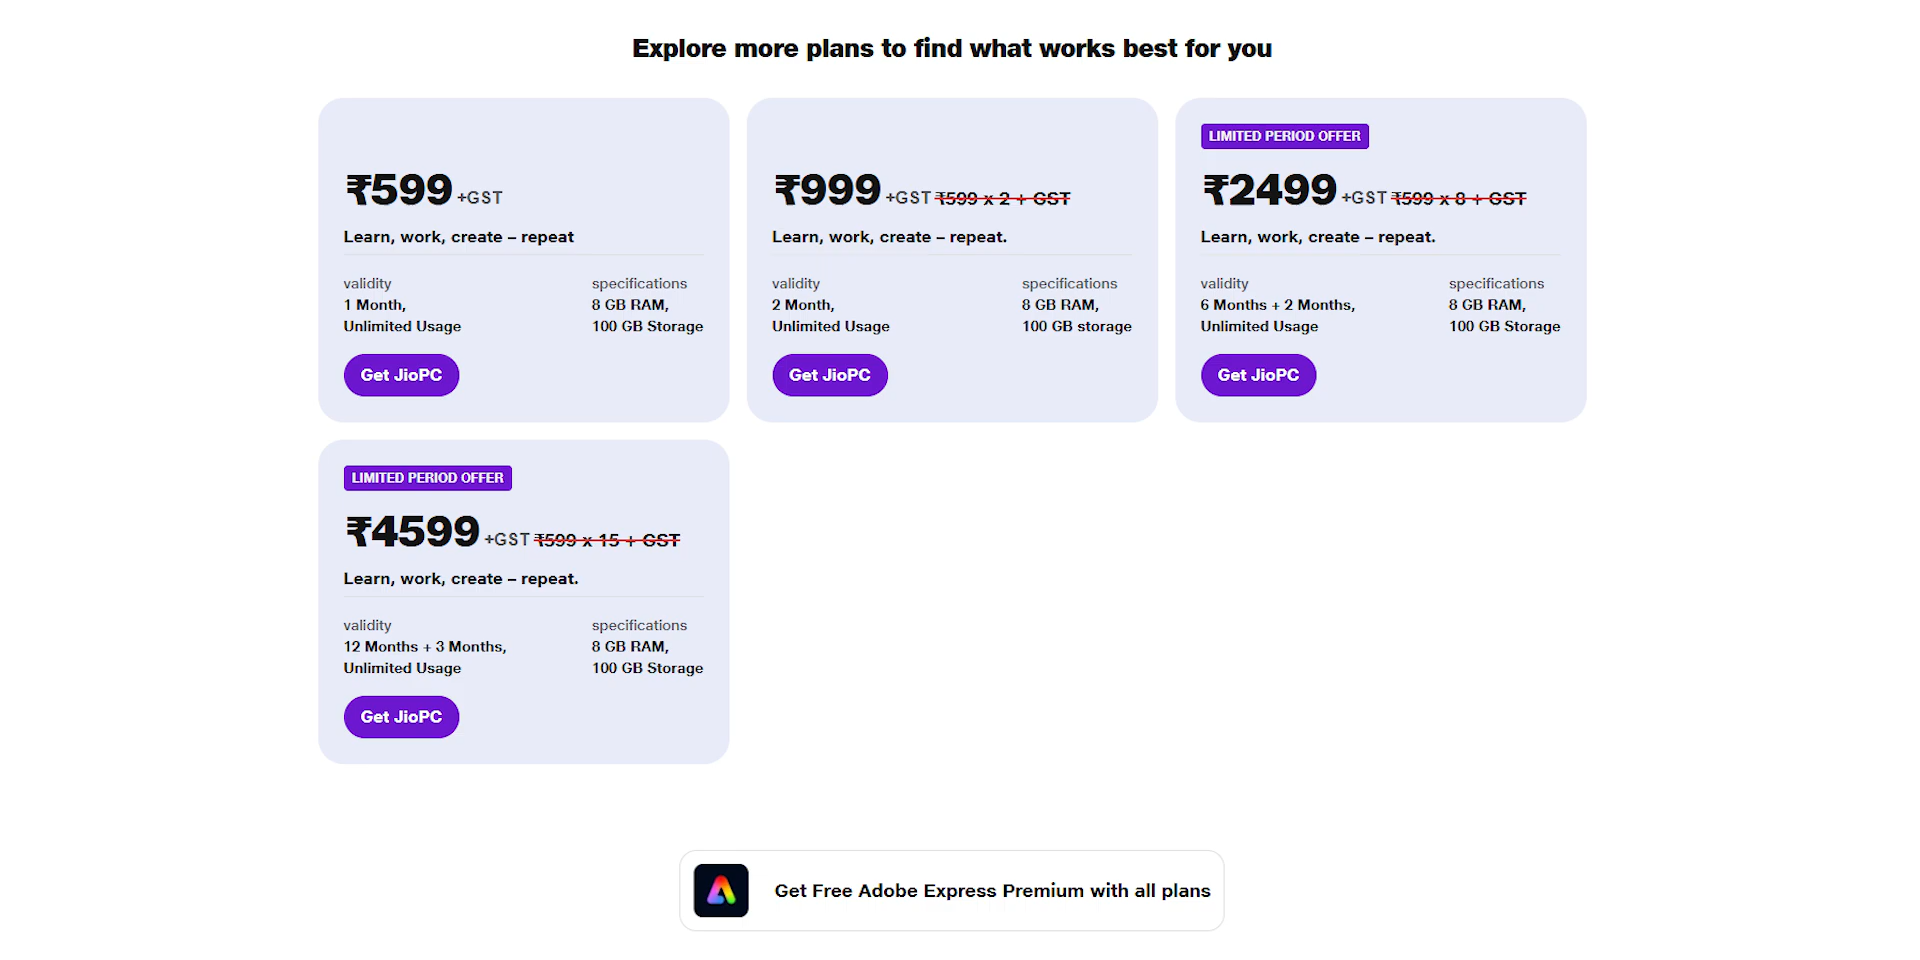 Explore more plans to find what works best for you
₹599 +GST
Learn, work, create – repeat
validity
1 Month,
Unlimited Usage
specifications
8 GB RAM,
100 GB Storage
Get JioPC
₹999 +GST ₹599 x 2 + GST
Learn, work, create – repeat.
validity
2 Month,
Unlimited Usage
specifications
8 GB RAM,
100 GB storage
Get JioPC
LIMITED PERIOD OFFER
₹2499 +GST ₹599 x 8 + GST
Learn, work, create – repeat.
validity
6 Months + 2 Months,
Unlimited Usage
specifications
8 GB RAM,
100 GB Storage
Get JioPC
LIMITED PERIOD OFFER
₹4599 +GST ₹599 x 15 + GST
Learn, work, create – repeat.
validity
12 Months + 3 Months,
Unlimited Usage
specifications
8 GB RAM,
100 GB Storage
Get JioPC
Get Free Adobe Express Premium with all plans